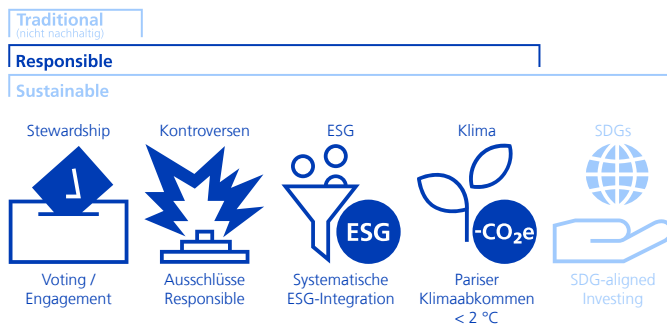 Traditional
(nicht nachhaltig)
Responsible
Sustainable
Stewardship
Kontroversen
ESG
Klima
SDGs
ESG
-CO₂e
Voting /
Engagement
Ausschlüsse
Responsible
Systematische
ESG-Integration
Pariser
Klimaabkommen
< 2 °C
SDG-aligned
Investing